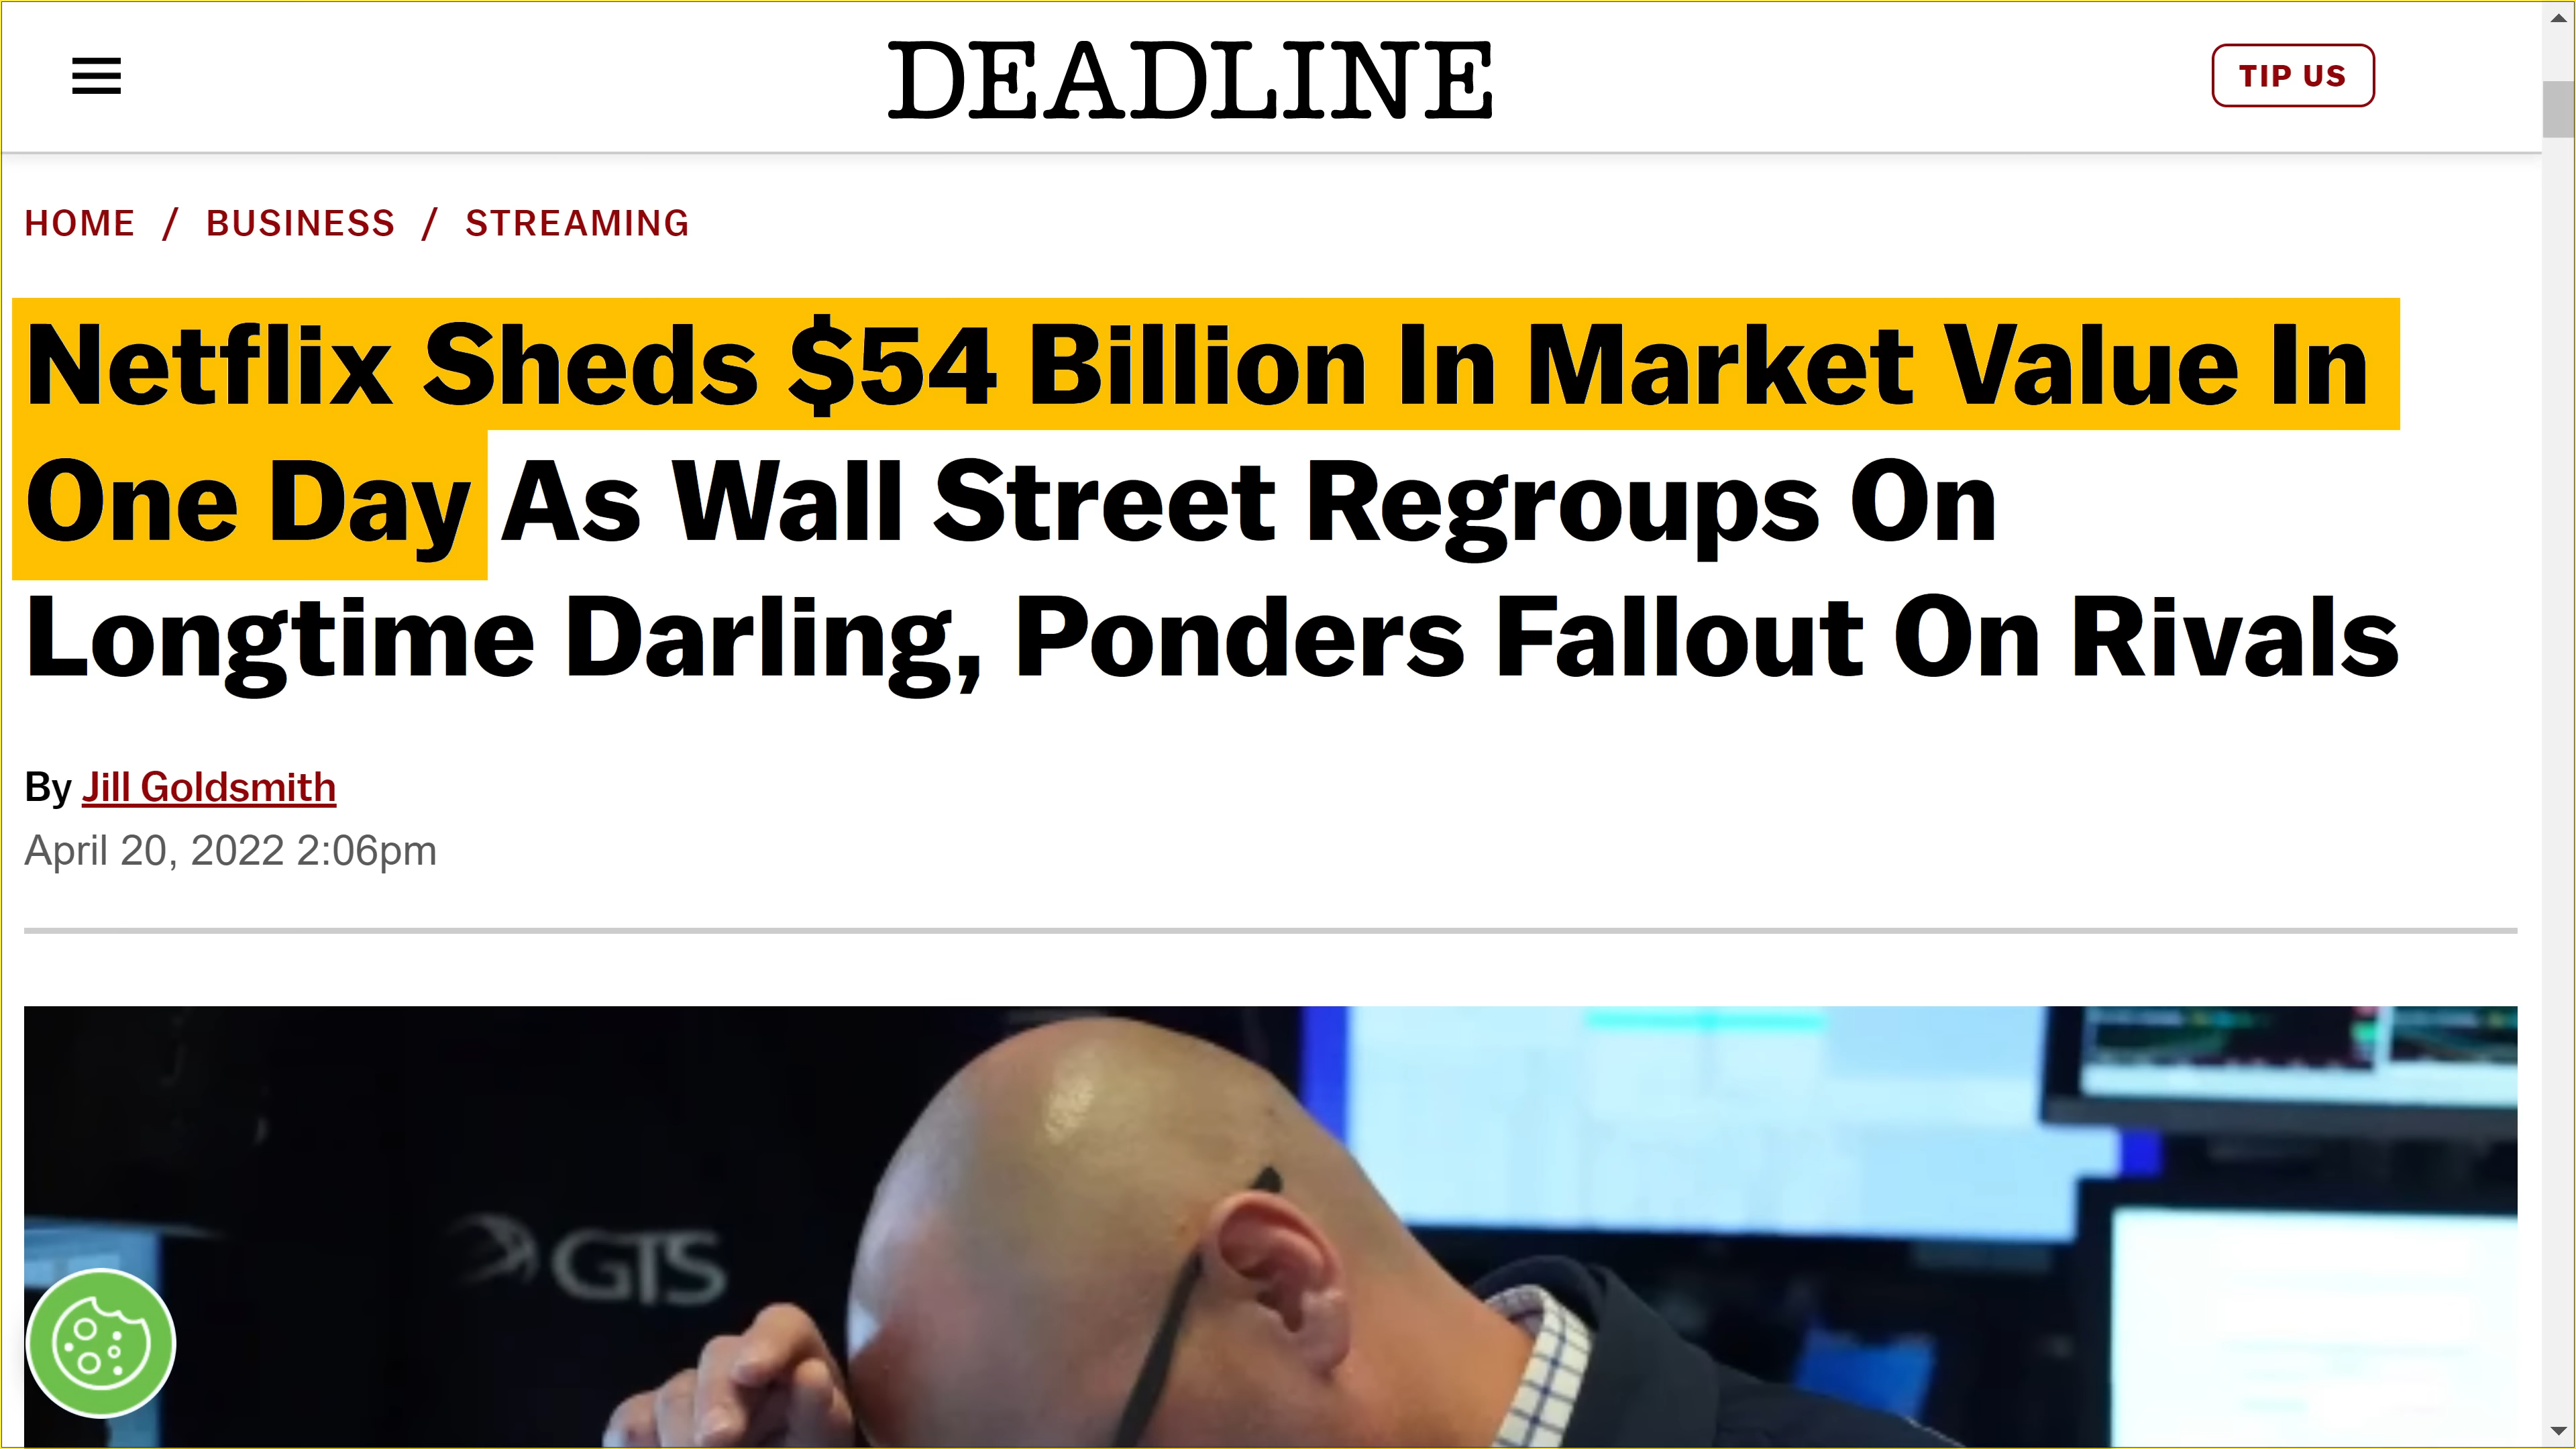 DEADLINE
TIP US
HOME / BUSINESS / STREAMING
Netflix Sheds $54 Billion In Market Value In
One Day As Wall Street Regroups On
Longtime Darling, Ponders Fallout On Rivals
By Jill Goldsmith
April 20, 2022 2:06pm
GTS